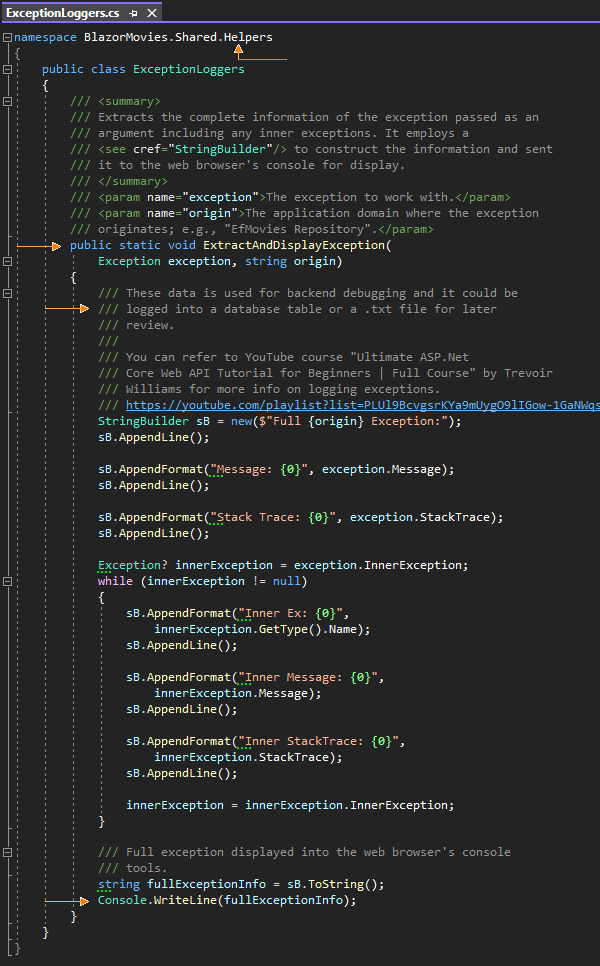 ExceptionLoggers.cs
namespace BlazorMovies.Shared.Helpers
{
public class ExceptionLoggers
{
/// <summary>
/// Extracts the complete information of the exception passed as an
/// argument including any inner exceptions. It employs a
/// <see cref="StringBuilder"/> to construct the information and sent
/// it to the web browser's console for display.
/// </summary>
/// <param name="exception">The exception to work with.</param>
/// <param name="origin">The application domain where the exception
/// originates; e.g., "EfMovies Repository".</param>
public static void ExtractAndDisplayException(
Exception exception, string origin)
{
/// These data is used for backend debugging and it could be
/// logged into a database table or a .txt file for later
/// review.
///
/// You can refer to YouTube course "Ultimate ASP.Net
/// Core Web API Tutorial for Beginners | Full Course" by Trevoir
/// Williams for more info on logging exceptions.
/// https://youtube.com/playlist?list=PLUl9BcvgsrKYa9mUygO9lIGow-1GaNWqs
StringBuilder sB = new($"Full {origin} Exception:");
sB.AppendLine();
sB.AppendFormat("Message: {0}", exception.Message);
sB.AppendLine();
sB.AppendFormat("Stack Trace: {0}", exception.StackTrace);
sB.AppendLine();
Exception? innerException = exception.InnerException;
while (innerException != null)
{
sB.AppendFormat("Inner Ex: {0}",
innerException.GetType().Name);
sB.AppendLine();
sB.AppendFormat("Inner Message: {0}",
innerException.Message);
sB.AppendLine();
sB.AppendFormat("Inner StackTrace: {0}",
innerException.StackTrace);
sB.AppendLine();
innerException = innerException.InnerException;
}
/// Full exception displayed into the web browser's console
/// tools.
string fullExceptionInfo = sB.ToString();
Console.WriteLine(fullExceptionInfo);
}
}
}